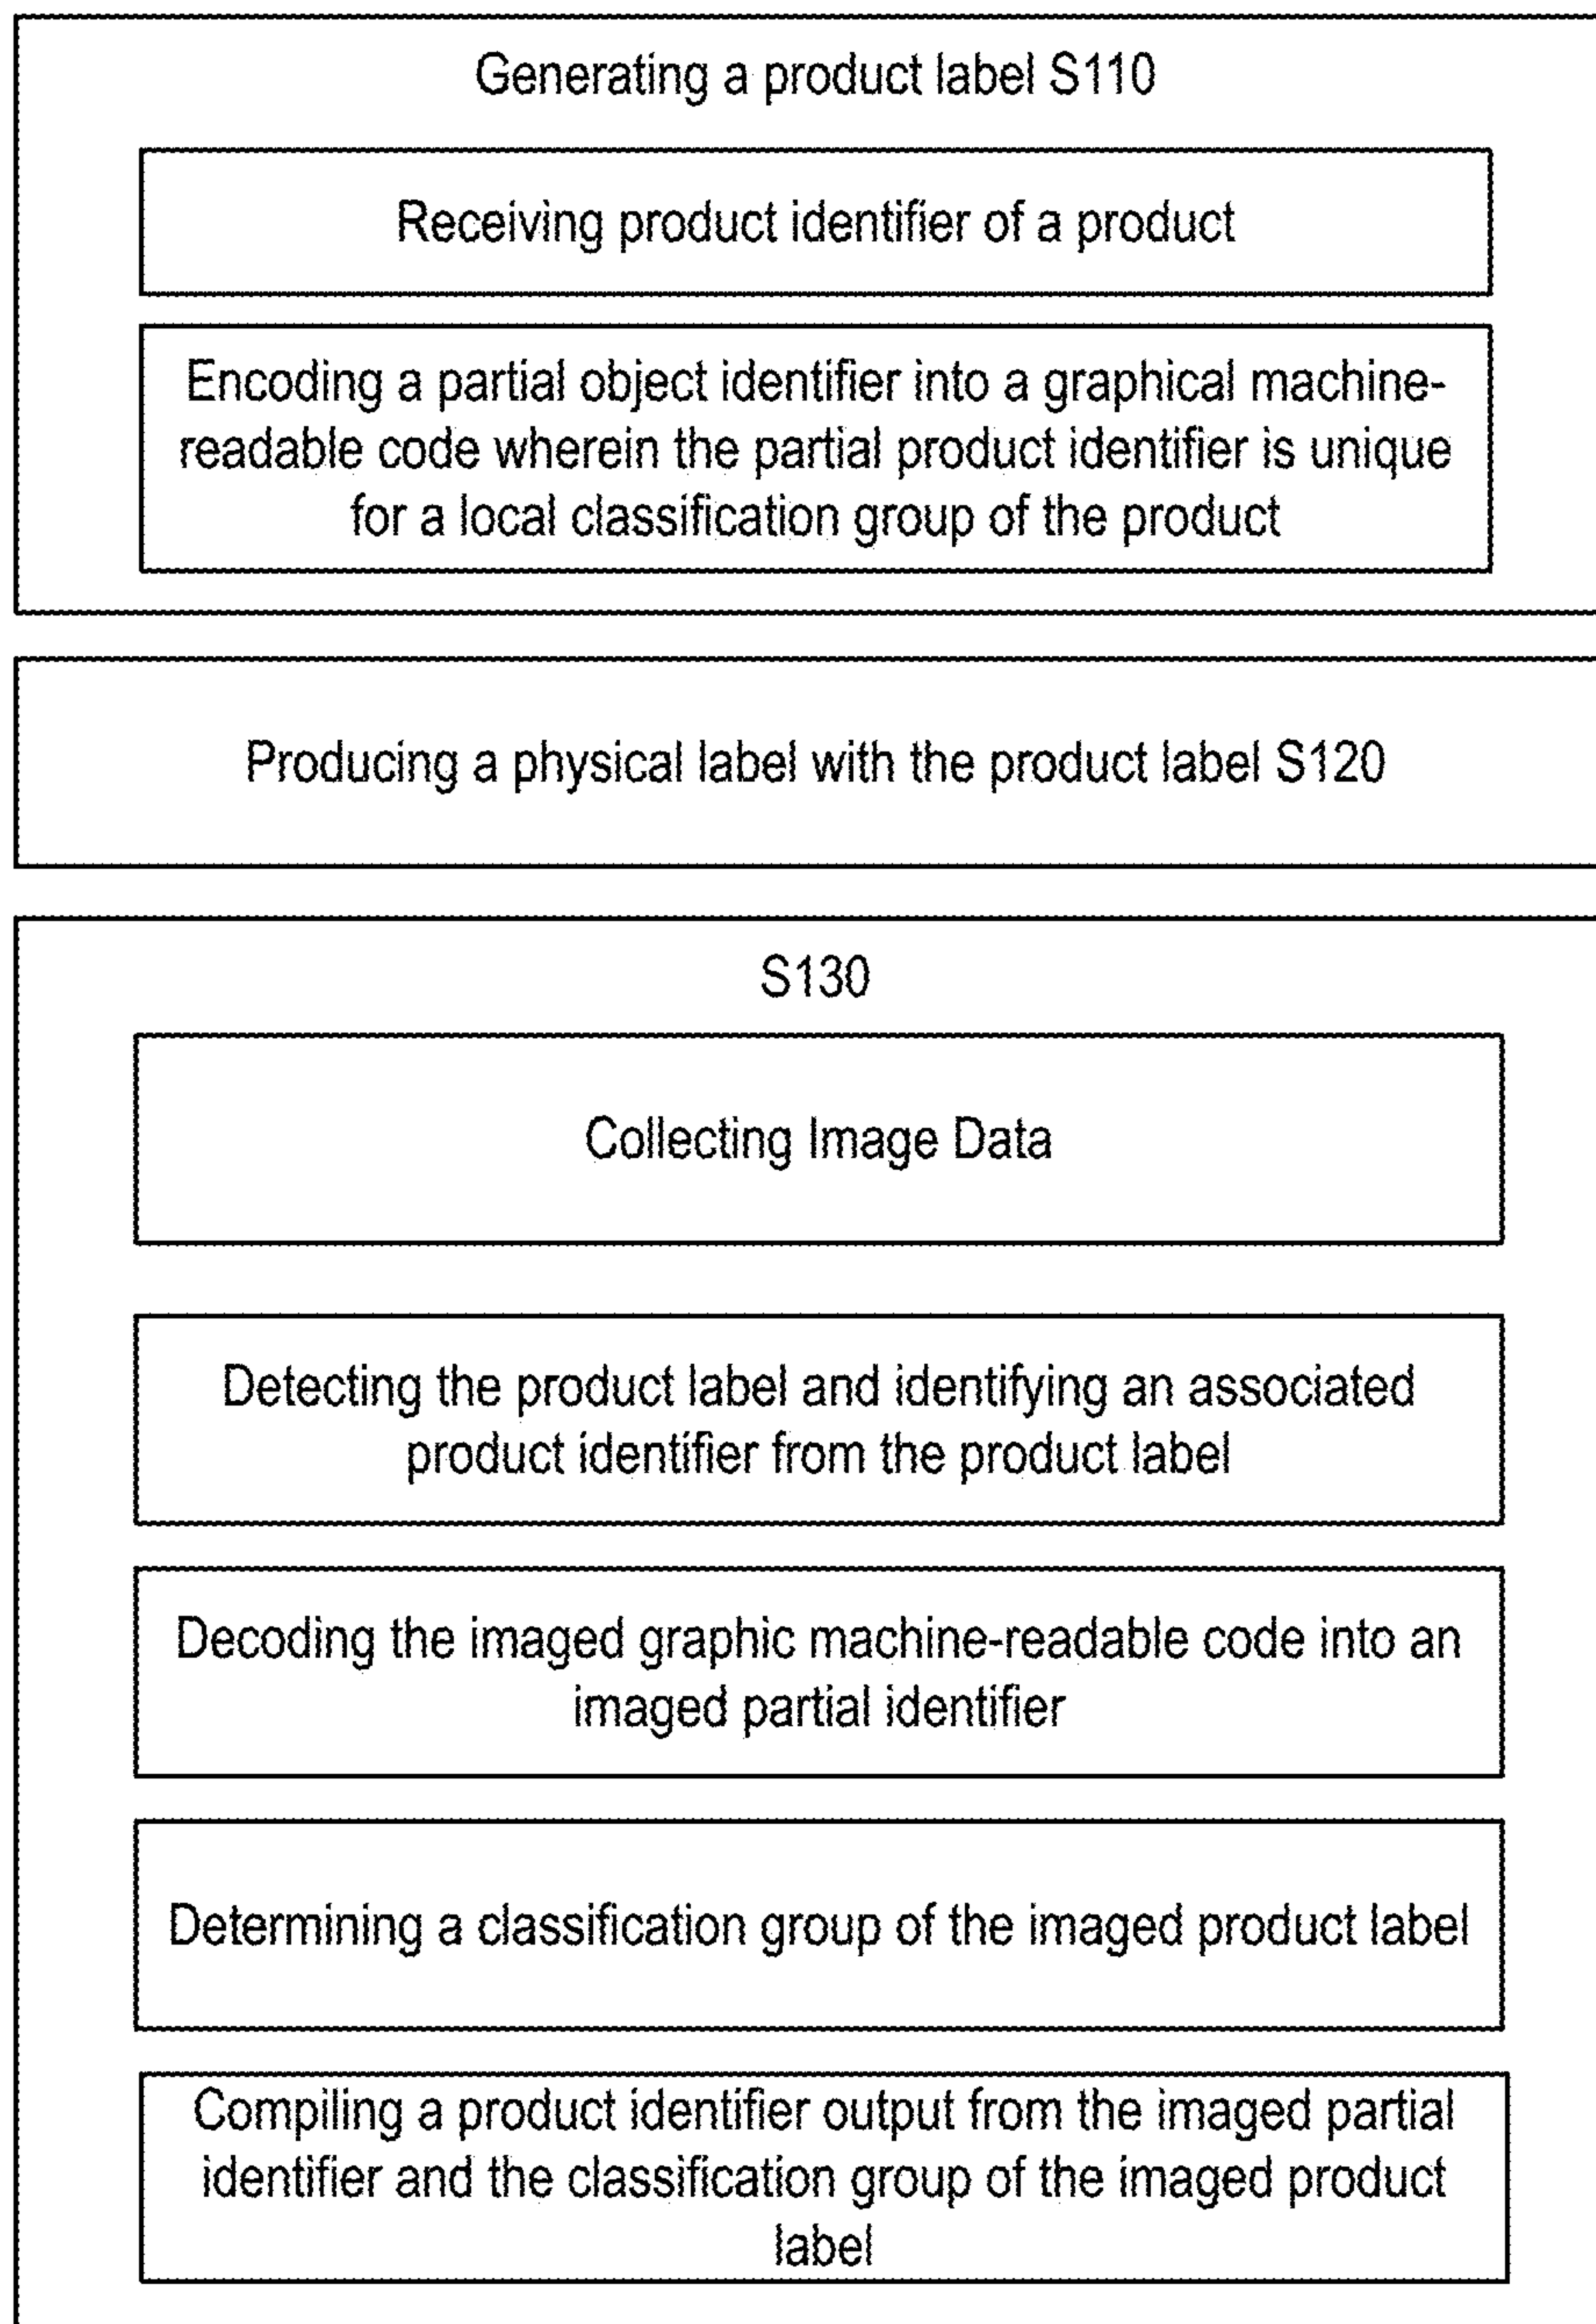 Generating a product label S110
Receiving product identifier of a product
Encoding a partial object identifier into a graphical machine-
readable code wherein the partial product identifier is unique
for a local classification group of the product
Producing a physical label with the product label S120
S130
Collecting Image Data
Detecting the product label and identifying an associated
product identifier from the product label
Decoding the imaged graphic machine-readable code into an
imaged partial identifier
Determining a classification group of the imaged product label
Compiling a product identifier output from the imaged partial
identifier and the classification group of the imaged product
label